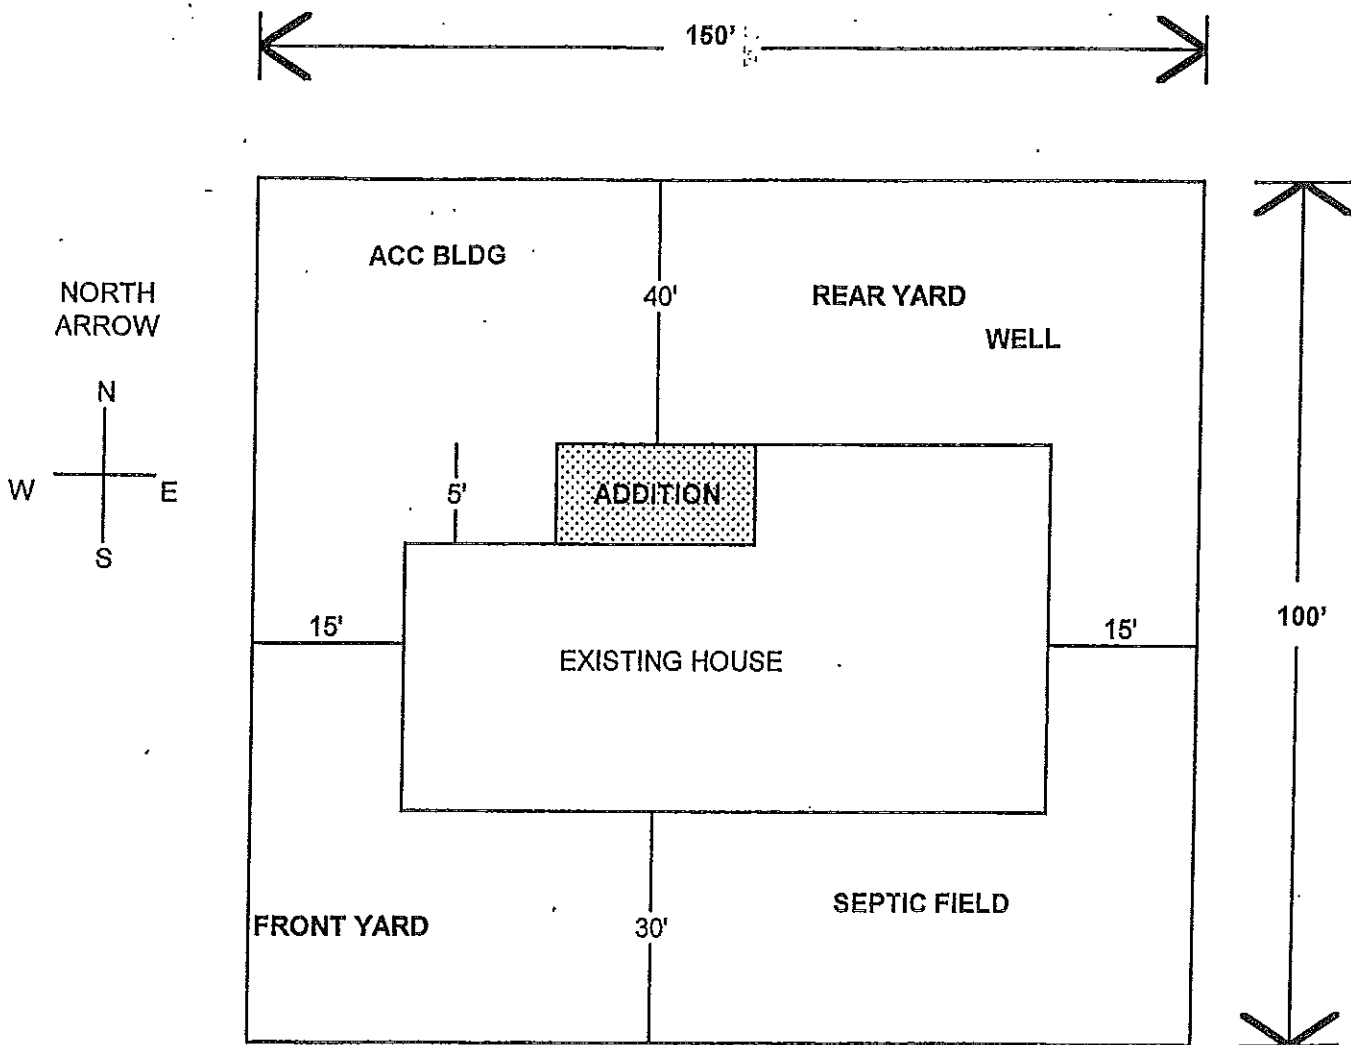 150'
ACC BLDG
NORTH
ARROW
40'
REAR YARD
WELL
N
W
E
S
5'
ADDITION
15'
EXISTING HOUSE
15'
100'
FRONT YARD
30'
SEPTIC FIELD